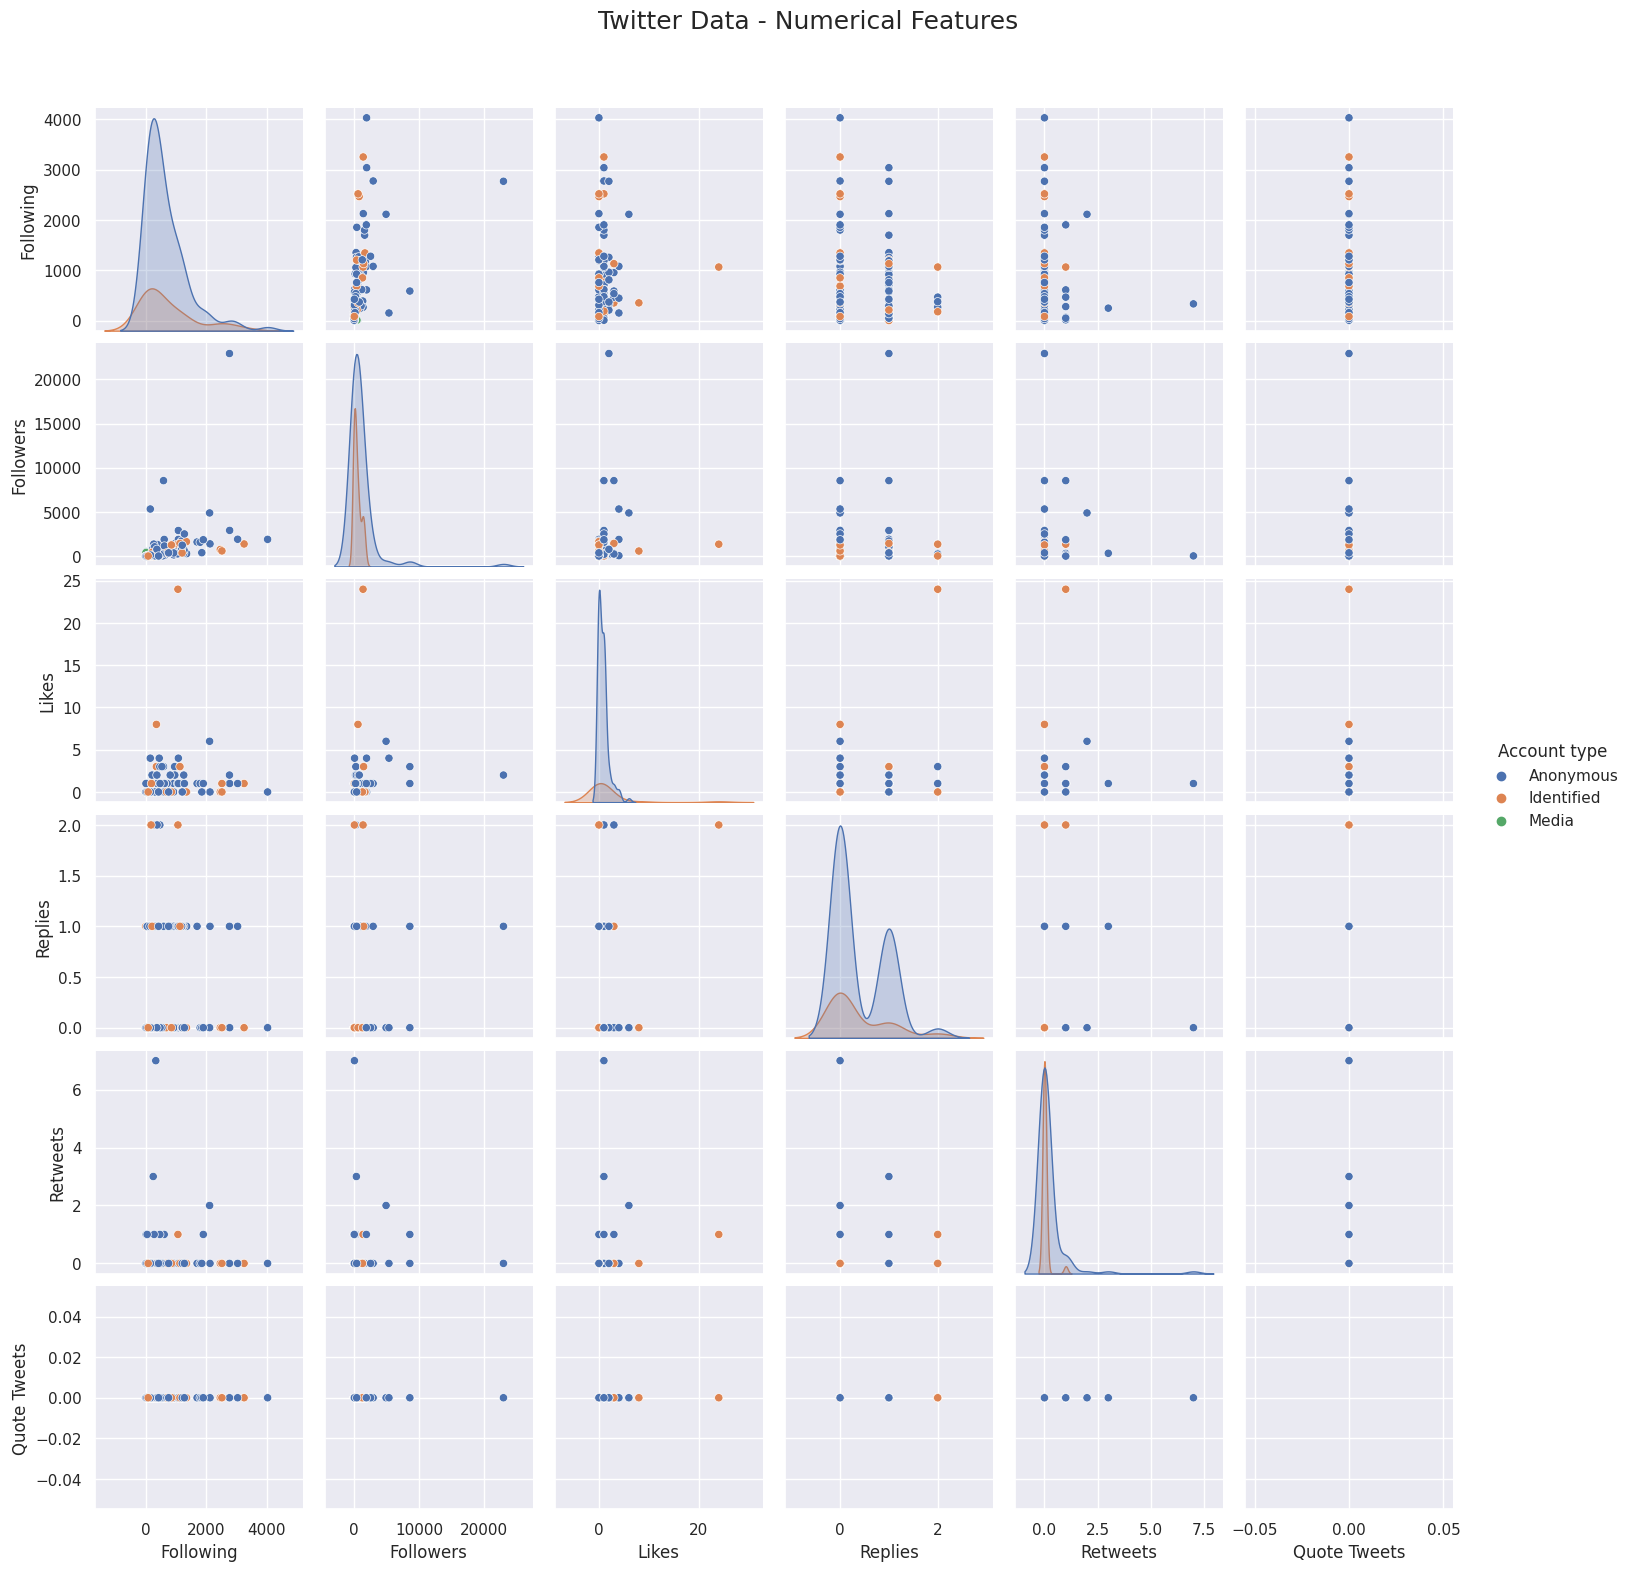 Twitter Data - Numerical Features
4000
3000
2000
1000
0
Following
20000
15000
10000
5000
0
Followers
25
20
15
10
5
0
Likes
2.0
1.5
1.0
0.5
0.0
Replies
6
4
2
0
Retweets
0.04
0.02
0.00
−0.02
−0.04
Quote Tweets
0 2000 4000
Following
0 10000 20000
Followers
0 20
Likes
0 2
Replies
0.0 2.5 5.0 7.5
Retweets
−0.05 0.00 0.05
Quote Tweets
Account type
Anonymous
Identified
Media